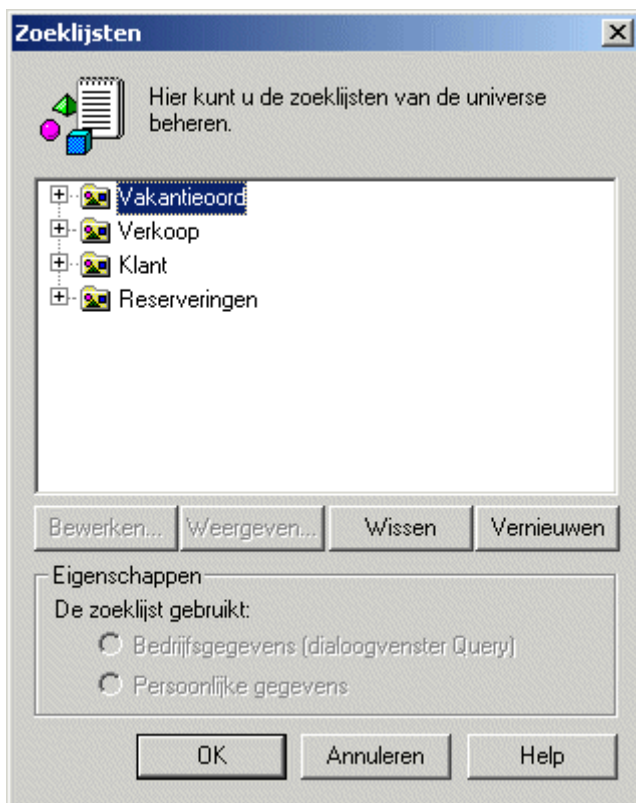 Zoeklijsten
Hier kunt u de zoeklijsten van de universe
beheren.
Vakantieoord
Verkoop
Klant
Reserveringen
Bewerken... Weergeven... Wissen Vernieuwen
Eigenschappen
De zoeklijst gebruikt:
Bedrijfsgegevens (dialoogvenster Query)
Persoonlijke gegevens
OK Annuleren Help